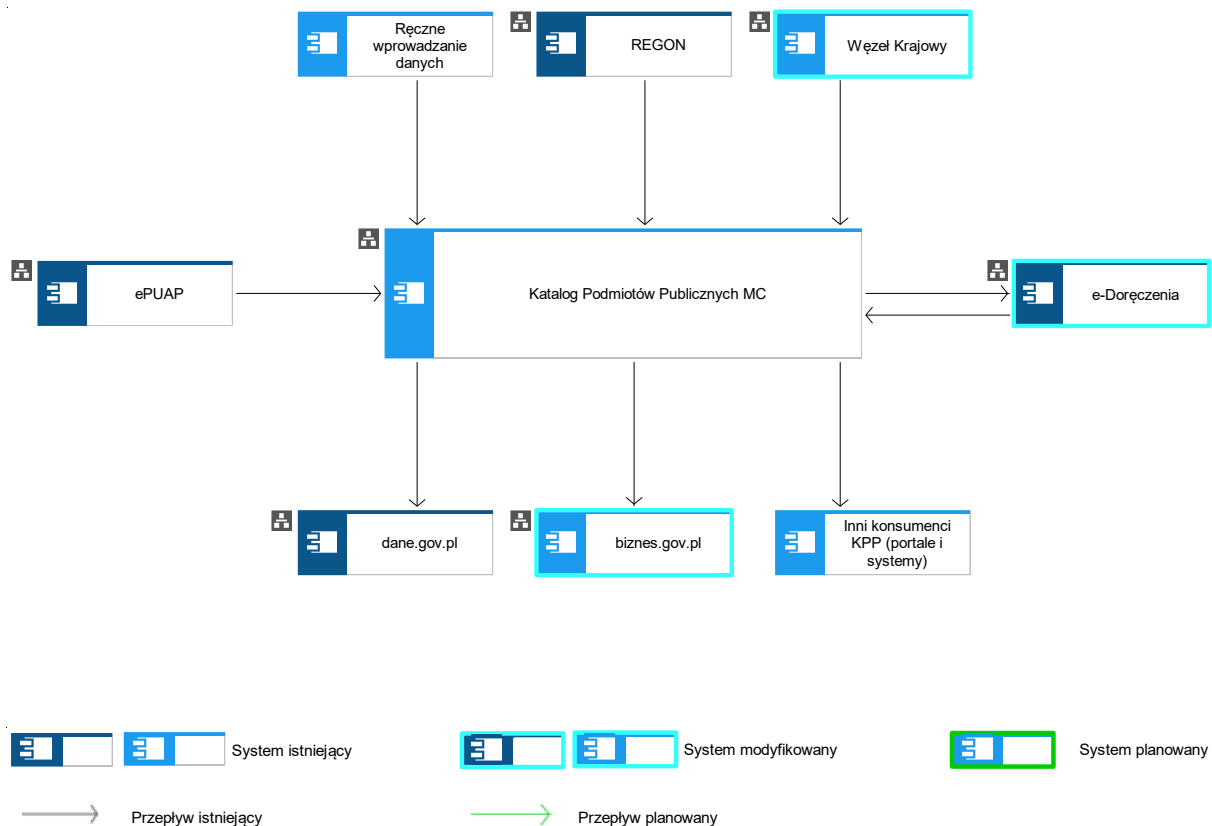 Ręczne
wprowadzanie
danych
REGON
Węzeł Krajowy
ePUAP
Katalog Podmiotów Publicznych MC
e-Doręczenia
dane.gov.pl
biznes.gov.pl
Inni konsumenci
KPP (portale i
systemy)
System istniejący
System modyfikowany
System planowany
Przepływ istniejący
Przepływ planowany